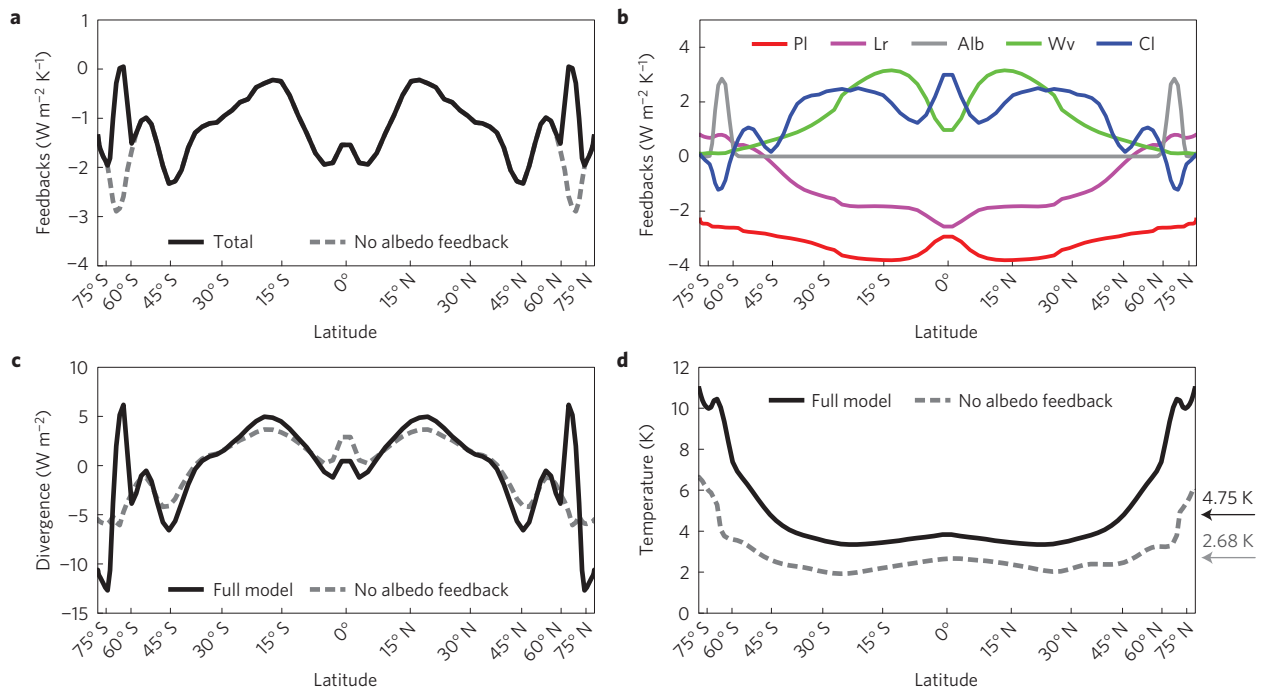 a
Feedbacks (W m⁻² K⁻¹)
1
0
−1
−2
−3
−4
Total
No albedo feedback
75° S
60° S
45° S
30° S
15° S
0°
15° N
30° N
45° N
60° N
75° N
Latitude
b
Feedbacks (W m⁻² K⁻¹)
4
2
0
−2
−4
Pl
Lr
Alb
Wv
Cl
75° S
60° S
45° S
30° S
15° S
0°
15° N
30° N
45° N
60° N
75° N
Latitude
c
Divergence (W m⁻²)
10
5
0
−5
−10
−15
Full model
No albedo feedback
75° S
60° S
45° S
30° S
15° S
0°
15° N
30° N
45° N
60° N
75° N
Latitude
d
Temperature (K)
12
10
8
6
4
2
0
Full model
No albedo feedback
4.75 K
2.68 K
75° S
60° S
45° S
30° S
15° S
0°
15° N
30° N
45° N
60° N
75° N
Latitude